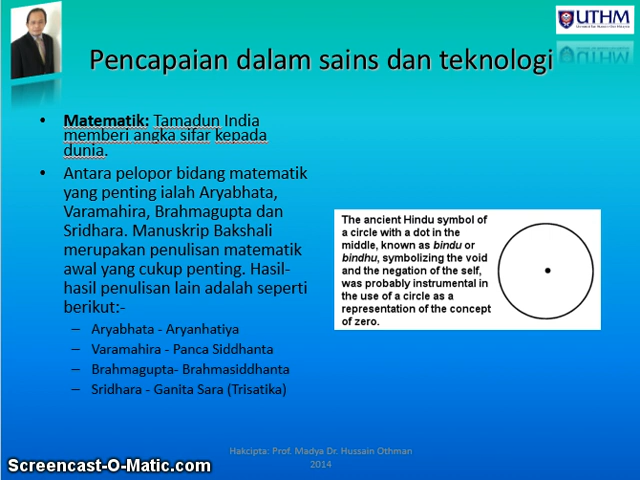 UTHM
Pencapaian dalam sains dan teknologi
• Matematik: Tamadun India
memberi angka sifar kepada
dunia.
• Antara pelopor bidang matematik
yang penting ialah Aryabhata,
Varamahira, Brahmagupta dan
Sridhara. Manuskrip Bakshali
merupakan penulisan matematik
awal yang cukup penting. Hasil-
hasil penulisan lain adalah seperti
berikut:-
– Aryabhata - Aryanhatiya
– Varamahira - Panca Siddhanta
– Brahmagupta- Brahmasiddhanta
– Sridhara - Ganita Sara (Trisatika)
The ancient Hindu symbol of
a circle with a dot in the
middle, known as bindu or
bindhu, symbolizing the void
and the negation of the self,
was probably instrumental in
the use of a circle as a
representation of the concept
of zero.
Hakcipta: Prof. Madya Dr. Hussain Othman
2014
Screencast-O-Matic.com